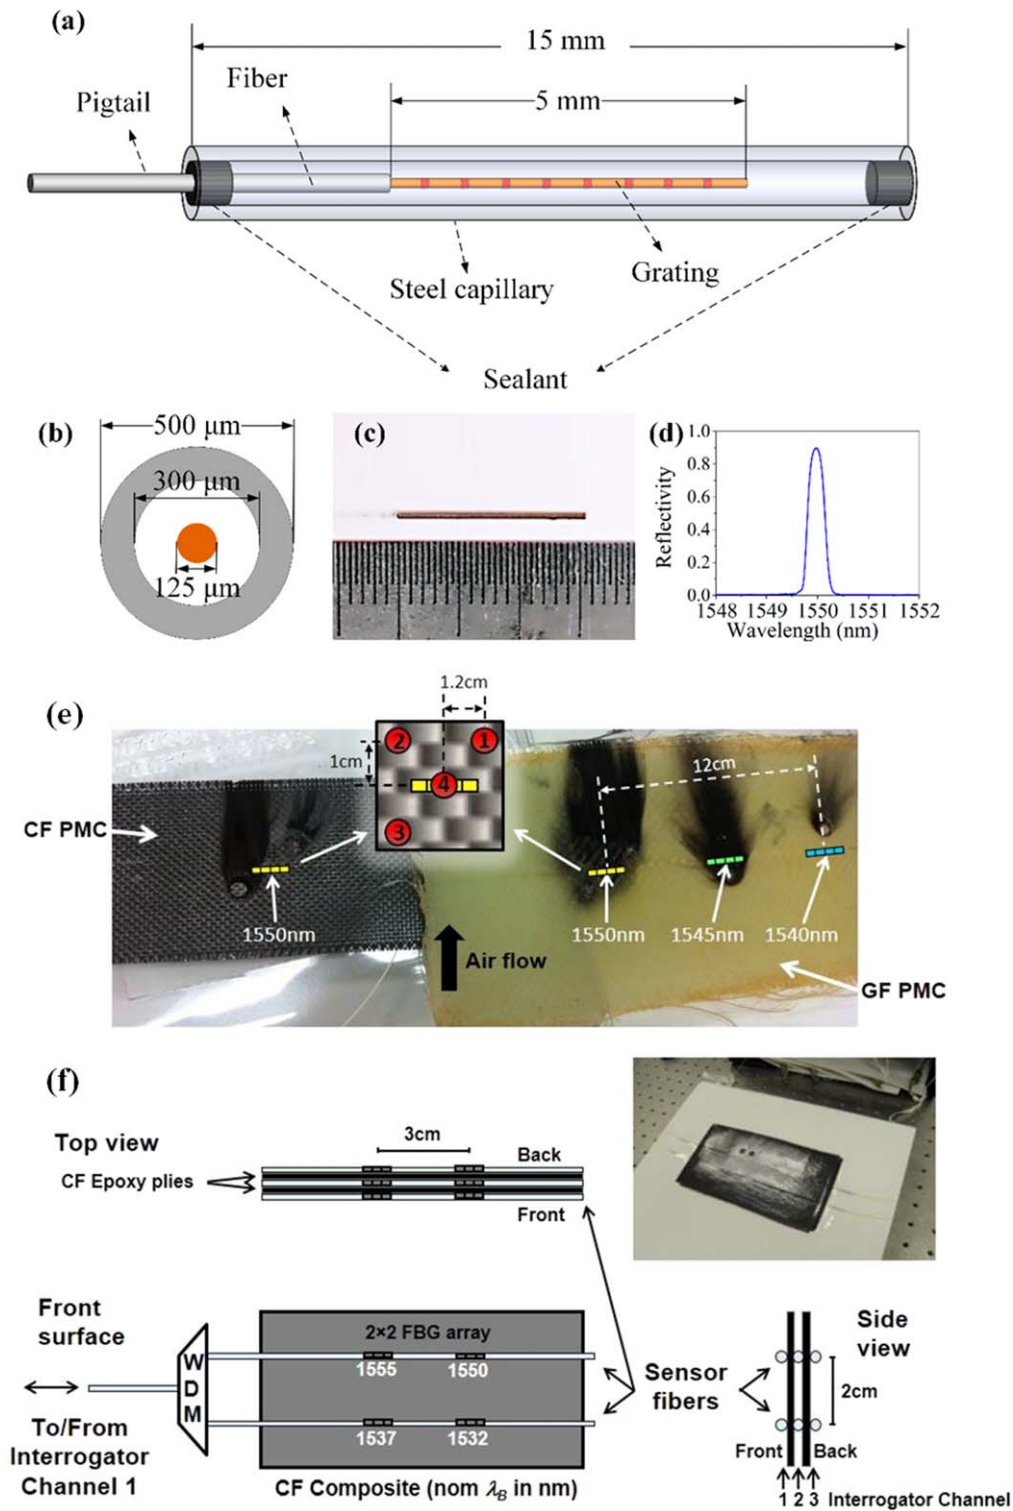 (a)
15 mm
Fiber
Pigtail
5 mm
Grating
Steel capillary
Sealant
(b)
500 μm
300 μm
125 μm
(c)
(d)
1.0
0.8
0.6
0.4
0.2
0.0
Reflectivity
1548 1549 1550 1551 1552
Wavelength (nm)
(e)
1.2cm
2
1
1cm
4
3
12cm
CF PMC
1550nm
1550nm
1545nm
1540nm
Air flow
GF PMC
(f)
Top view
3cm
Back
CF Epoxy plies
Front
Front
surface
WDM
To/From
Interrogator
Channel 1
2×2 FBG array
1555
1550
1537
1532
CF Composite (nom λB in nm)
Sensor
fibers
Side
view
2cm
Front
Back
1 2 3 Interrogator Channel